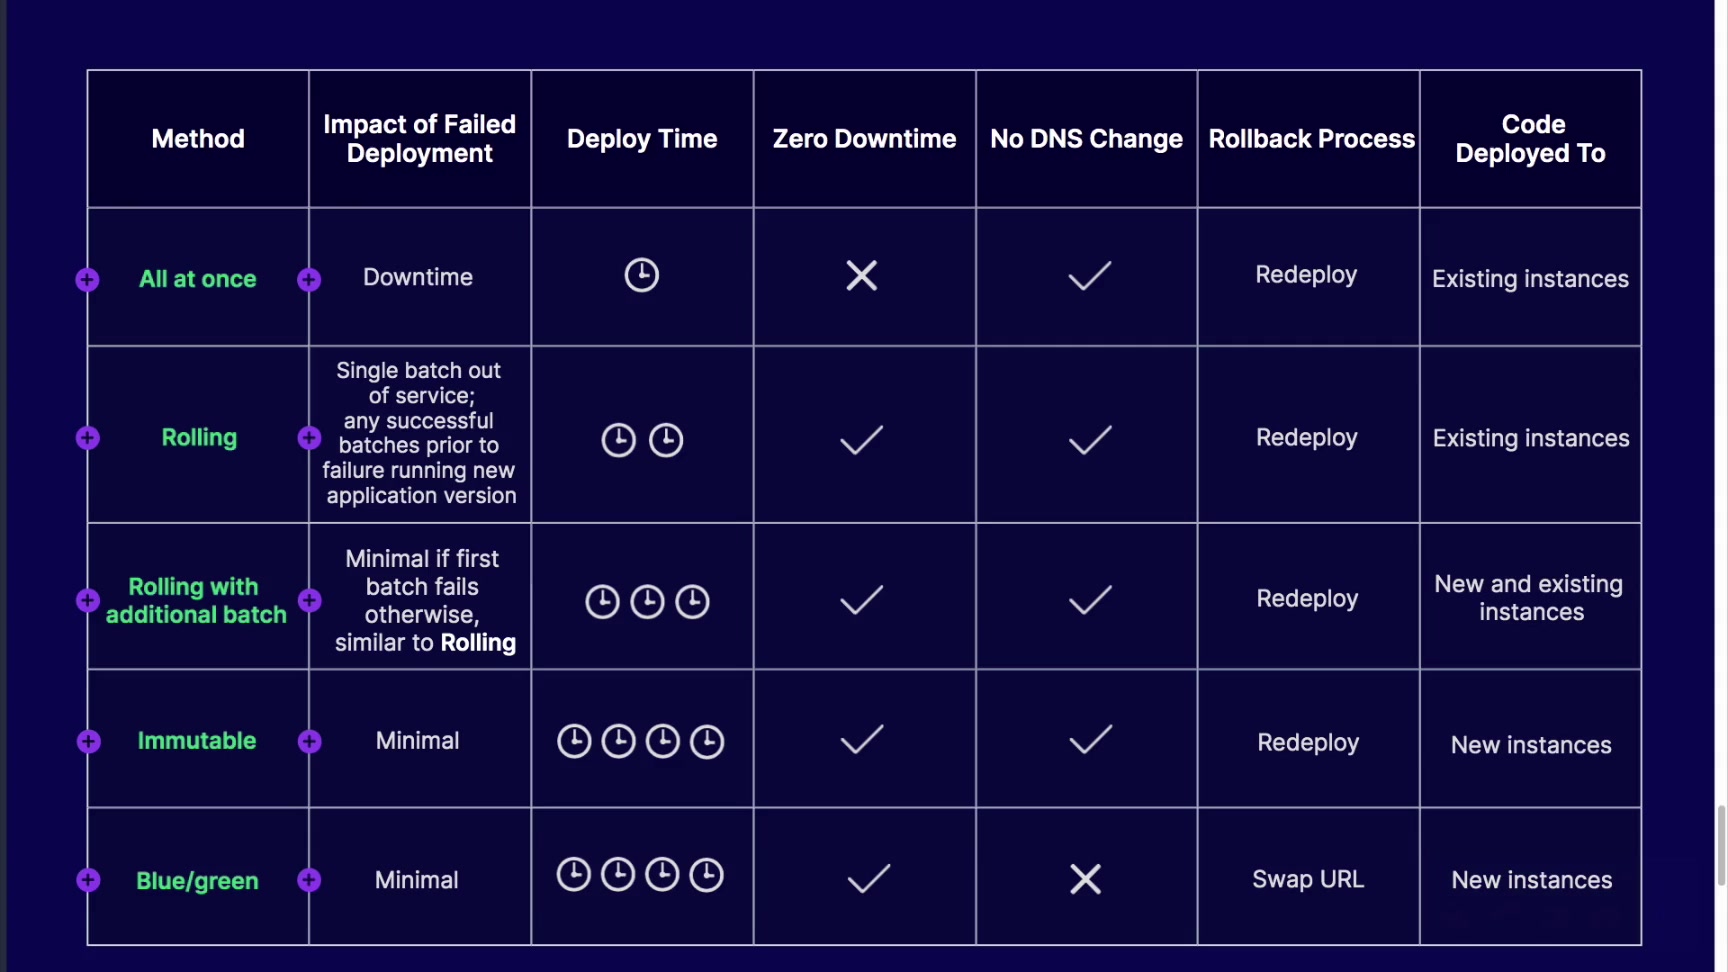 Method
Impact of Failed
Deployment
Deploy Time
Zero Downtime
No DNS Change
Rollback Process
Code
Deployed To
All at once
Downtime
Redeploy
Existing instances
Rolling
Single batch out
of service;
any successful
batches prior to
failure running new
application version
Redeploy
Existing instances
Rolling with
additional batch
Minimal if first
batch fails
otherwise,
similar to Rolling
Redeploy
New and existing
instances
Immutable
Minimal
Redeploy
New instances
Blue/green
Minimal
Swap URL
New instances